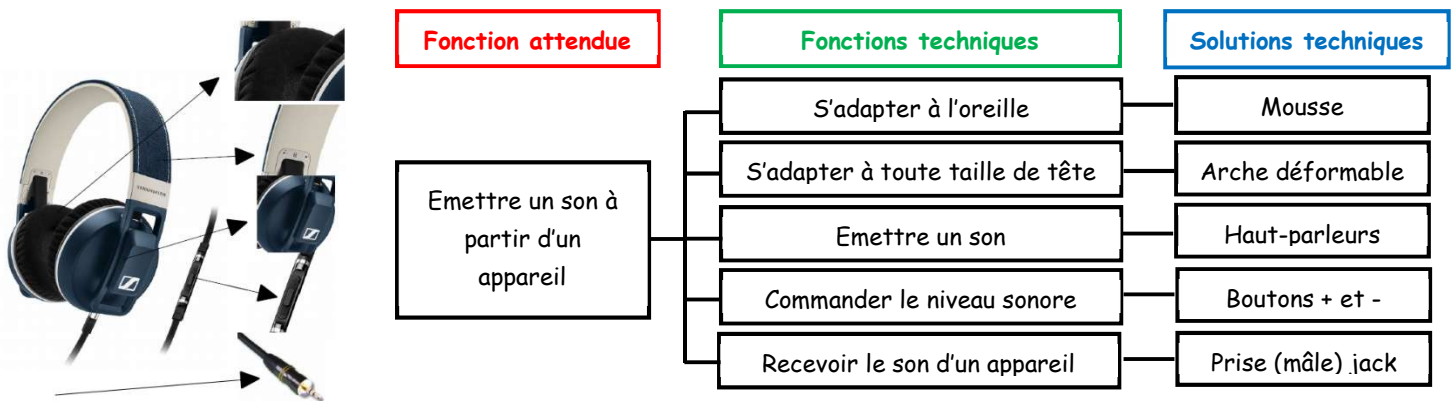 Fonction attendue
Fonctions techniques
Solutions techniques
Emettre un son à
partir d’un
appareil
S’adapter à l’oreille
Mousse
S’adapter à toute taille de tête
Arche déformable
Emettre un son
Haut-parleurs
Commander le niveau sonore
Boutons + et -
Recevoir le son d’un appareil
Prise (mâle) jack